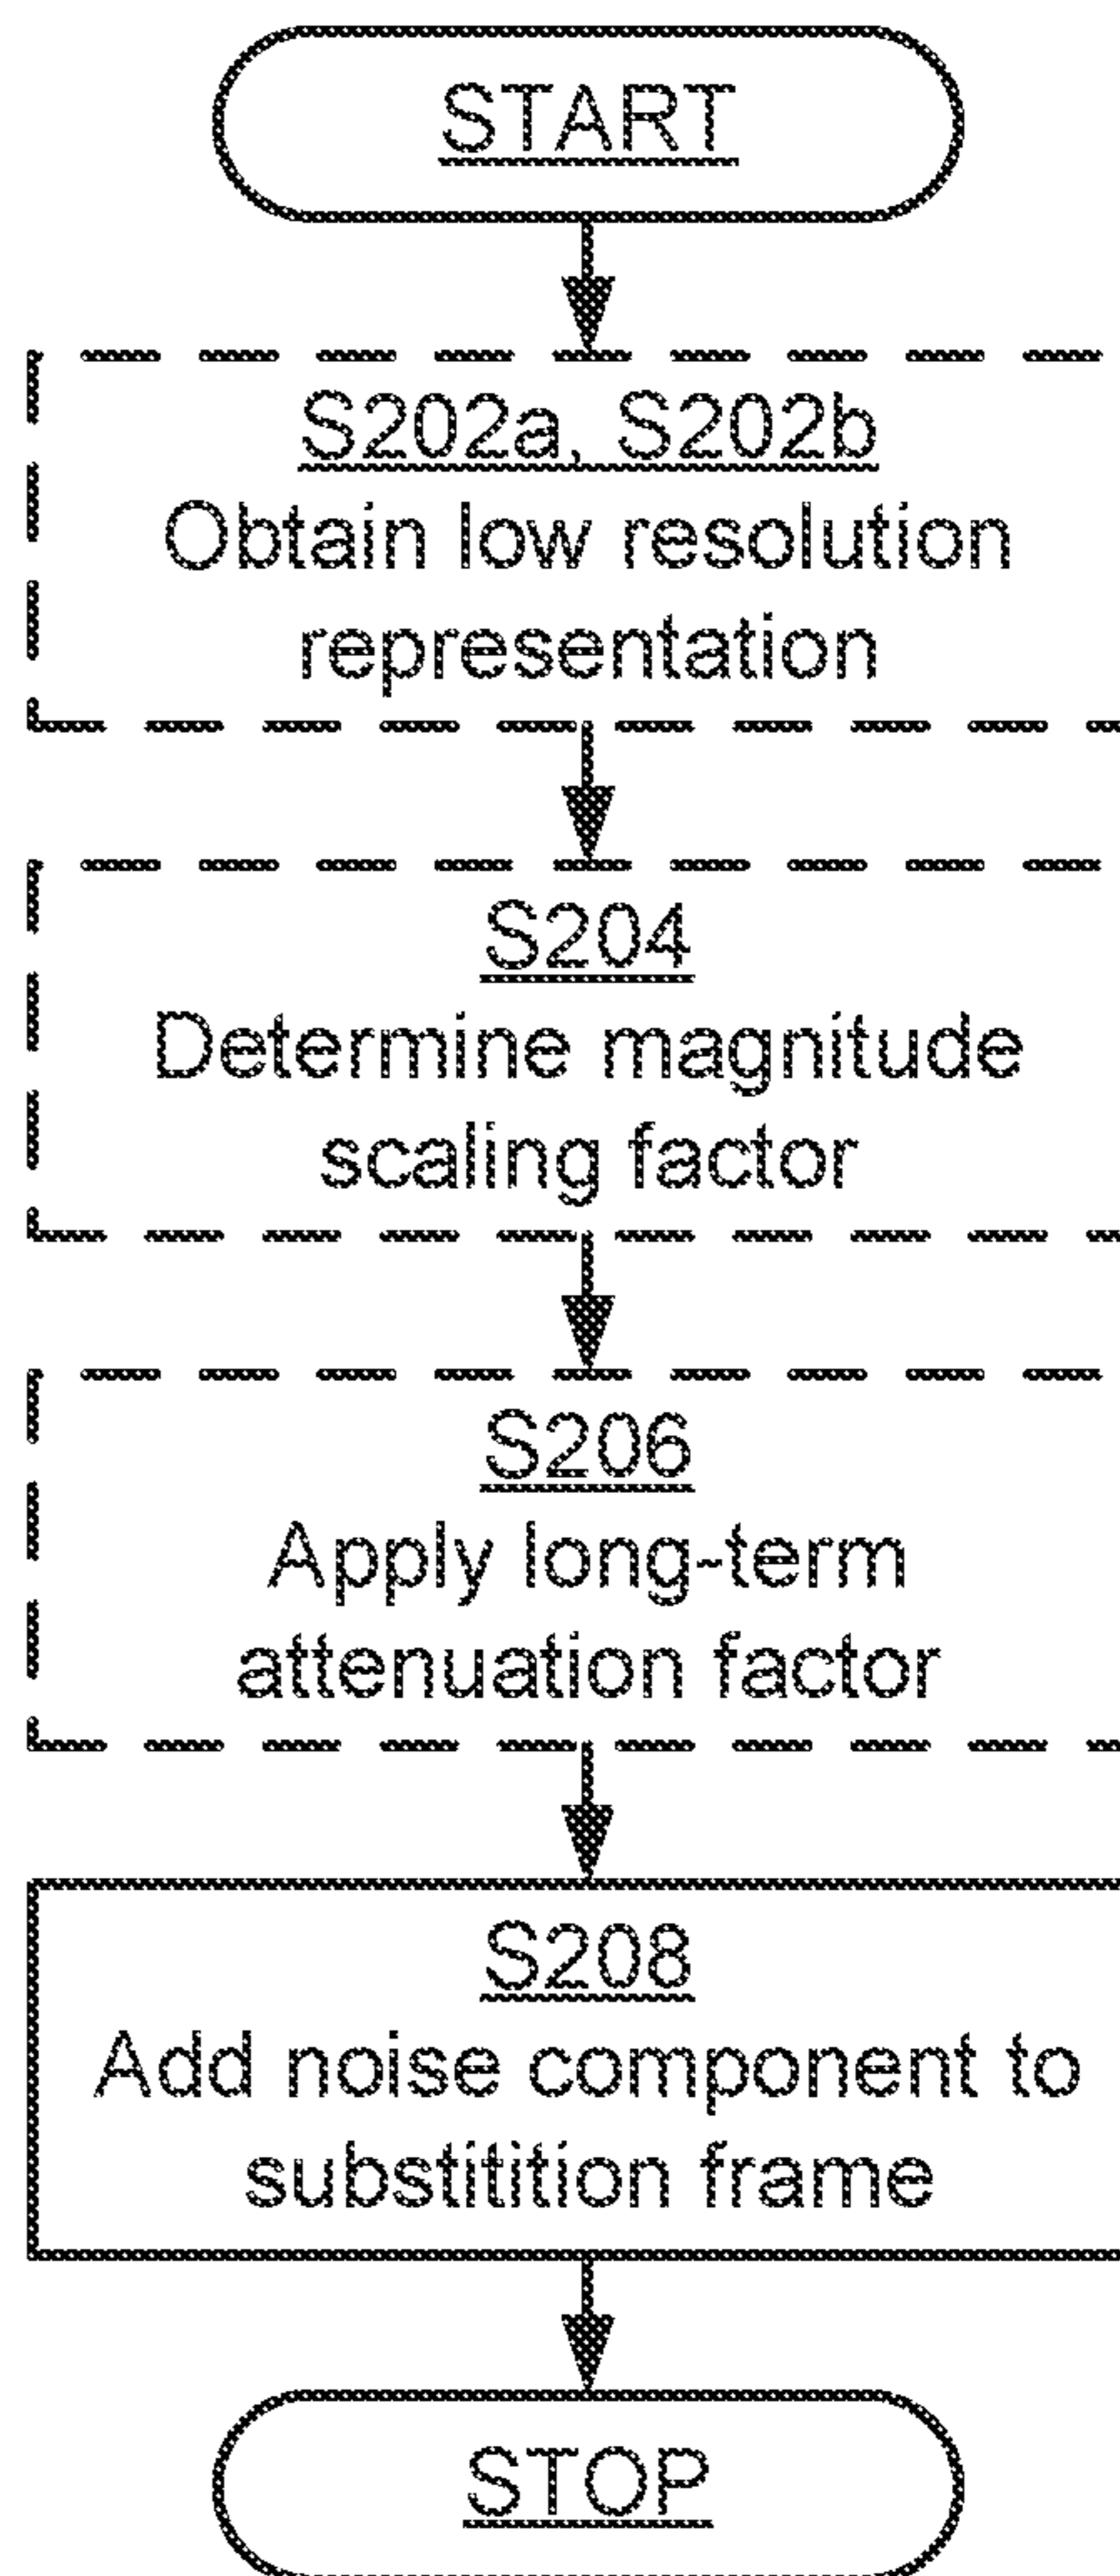 START
S202a, S202b
Obtain low resolution
representation
S204
Determine magnitude
scaling factor
S206
Apply long-term
attenuation factor
S208
Add noise component to
substitition frame
STOP